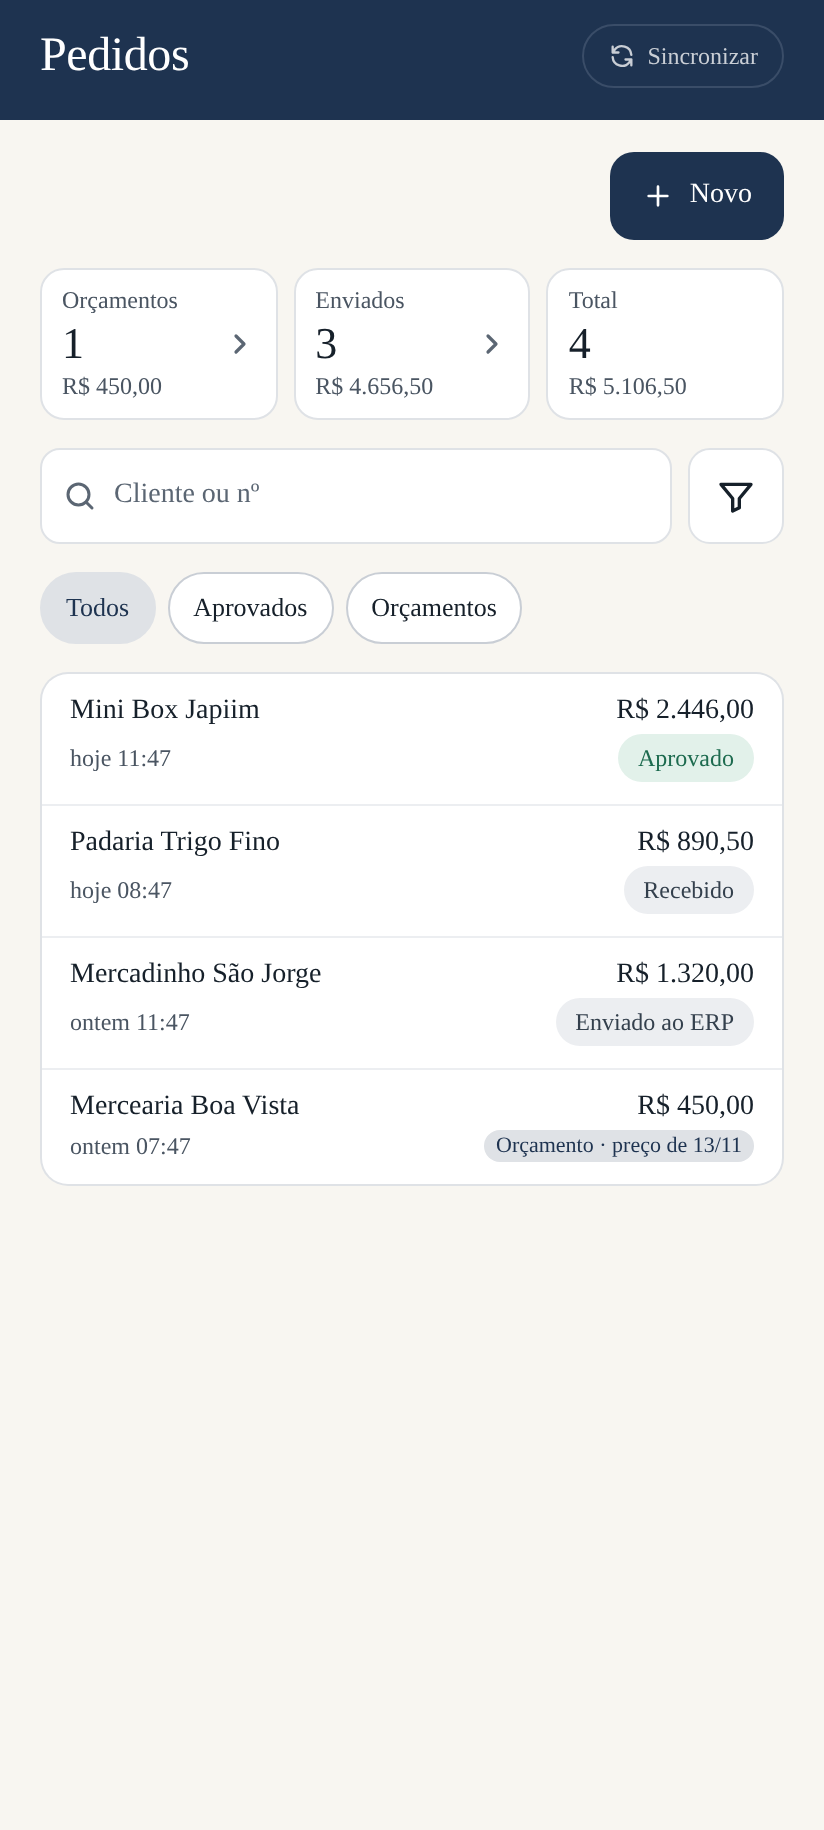 Pedidos
Sincronizar
Novo
Orçamentos
1
R$ 450,00
Enviados
3
R$ 4.656,50
Total
4
R$ 5.106,50
Cliente ou nº
Todos
Aprovados
Orçamentos
Mini Box Japiim
R$ 2.446,00
hoje 11:47
Aprovado
Padaria Trigo Fino
R$ 890,50
hoje 08:47
Recebido
Mercadinho São Jorge
R$ 1.320,00
ontem 11:47
Enviado ao ERP
Mercearia Boa Vista
R$ 450,00
ontem 07:47
Orçamento · preço de 13/11